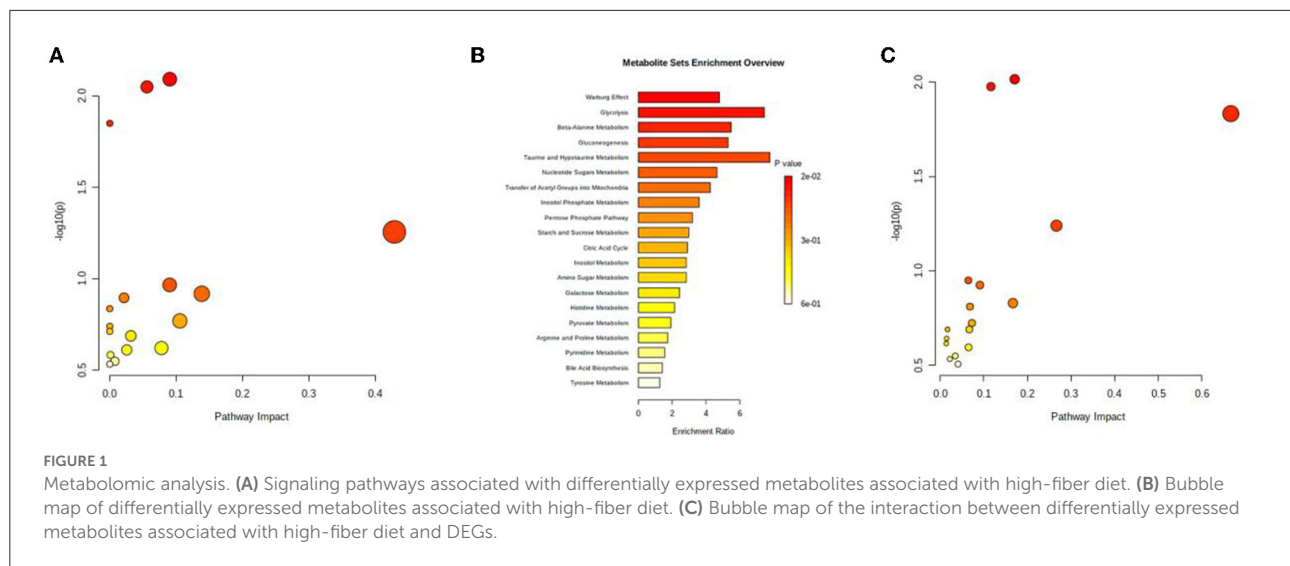 A
-log10(p)
2.0
1.5
1.0
0.5
0.0
0.1
0.2
0.3
0.4
Pathway Impact
B
Metabolite Sets Enrichment Overview
Warburg Effect
Glycolysis
Beta-Alanine Metabolism
Gluconeogenesis
Taurine and Hypotaurine Metabolism
Nucleotide Sugars Metabolism
Transfer of Acetyl Groups into Mitochondria
Inositol Phosphate Metabolism
Pentose Phosphate Pathway
Starch and Sucrose Metabolism
Citric Acid Cycle
Inositol Metabolism
Amino Sugar Metabolism
Galactose Metabolism
Histidine Metabolism
Pyruvate Metabolism
Arginine and Proline Metabolism
Pyrimidine Metabolism
Bile Acid Biosynthesis
Tyrosine Metabolism
0
2
4
6
Enrichment Ratio
P value
2e-02
3e-01
6e-01
C
-log10(p)
2.0
1.5
1.0
0.5
0.0
0.1
0.2
0.3
0.4
0.5
0.6
Pathway Impact
FIGURE 1
Metabolomic analysis. (A) Signaling pathways associated with differentially expressed metabolites associated with high-fiber diet. (B) Bubble
map of differentially expressed metabolites associated with high-fiber diet. (C) Bubble map of the interaction between differentially expressed
metabolites associated with high-fiber diet and DEGs.